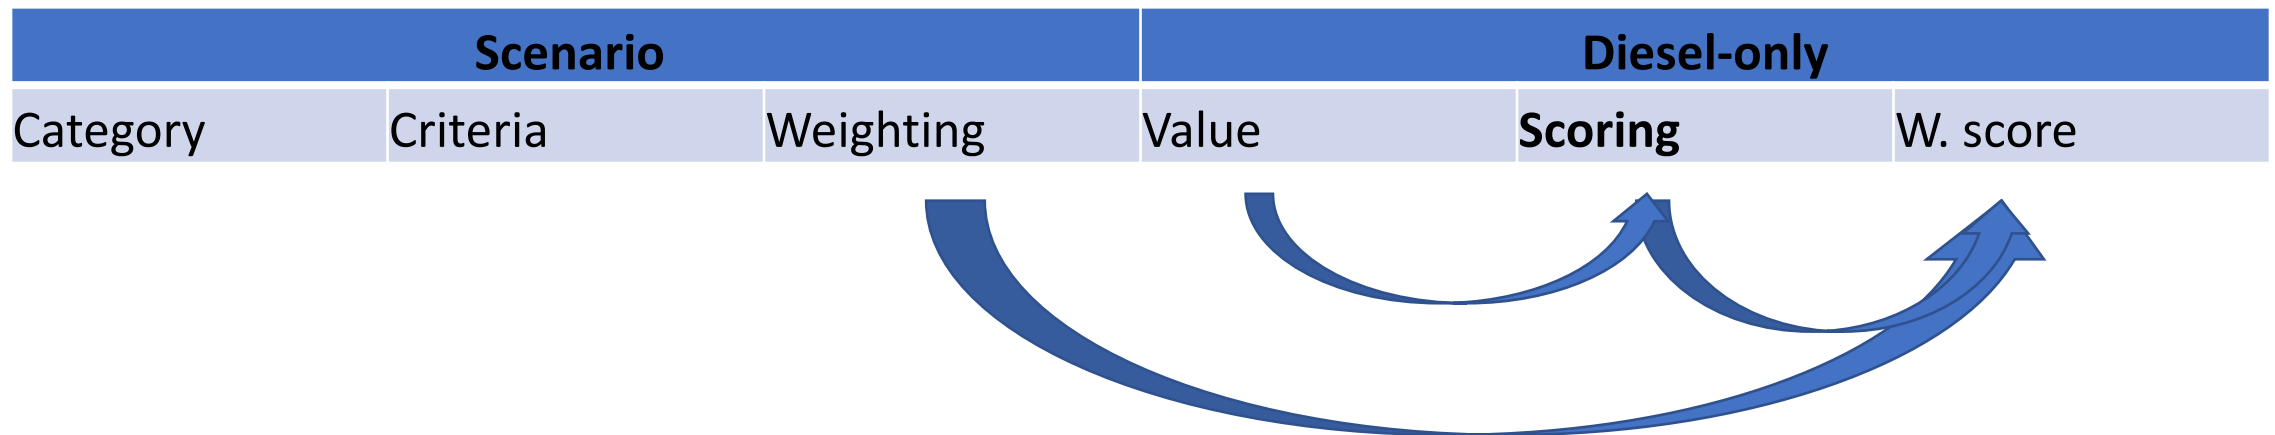 Scenario Diesel-only
Category Criteria Weighting Value Scoring W. score